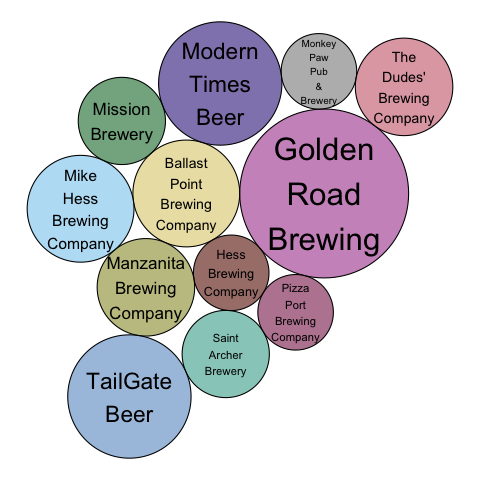 Modern
Times
Beer
Monkey
Paw
Pub
&
Brewery
The
Dudes'
Brewing
Company
Mission
Brewery
Golden
Road
Brewing
Ballast
Point
Brewing
Company
Mike
Hess
Brewing
Company
Manzanita
Brewing
Company
Hess
Brewing
Company
Pizza
Port
Brewing
Company
Saint
Archer
Brewery
TailGate
Beer